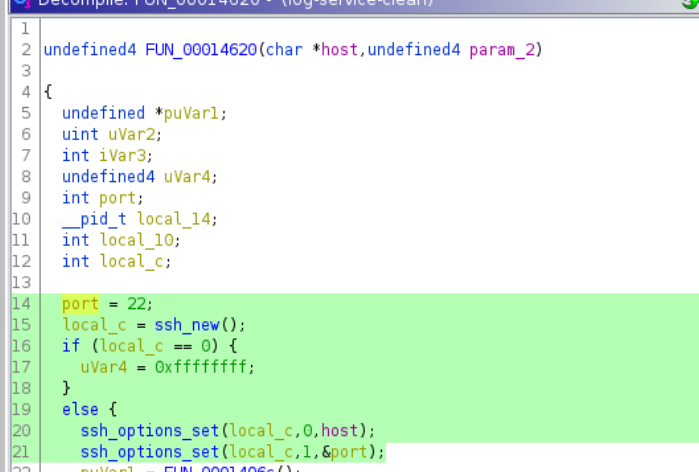 Decompile: FUN_00014620 - (log-service-clean)
1
2 undefined4 FUN_00014620(char *host,undefined4 param_2)
3
4 {
5 undefined *puVar1;
6 uint uVar2;
7 int iVar3;
8 undefined4 uVar4;
9 int port;
10 __pid_t local_14;
11 int local_10;
12 int local_c;
13
14 port = 22;
15 local_c = ssh_new();
16 if (local_c == 0) {
17 uVar4 = 0xffffffff;
18 }
19 else {
20 ssh_options_set(local_c,0,host);
21 ssh_options_set(local_c,1,&port);
22 puVar1 = FUN_0001406c();